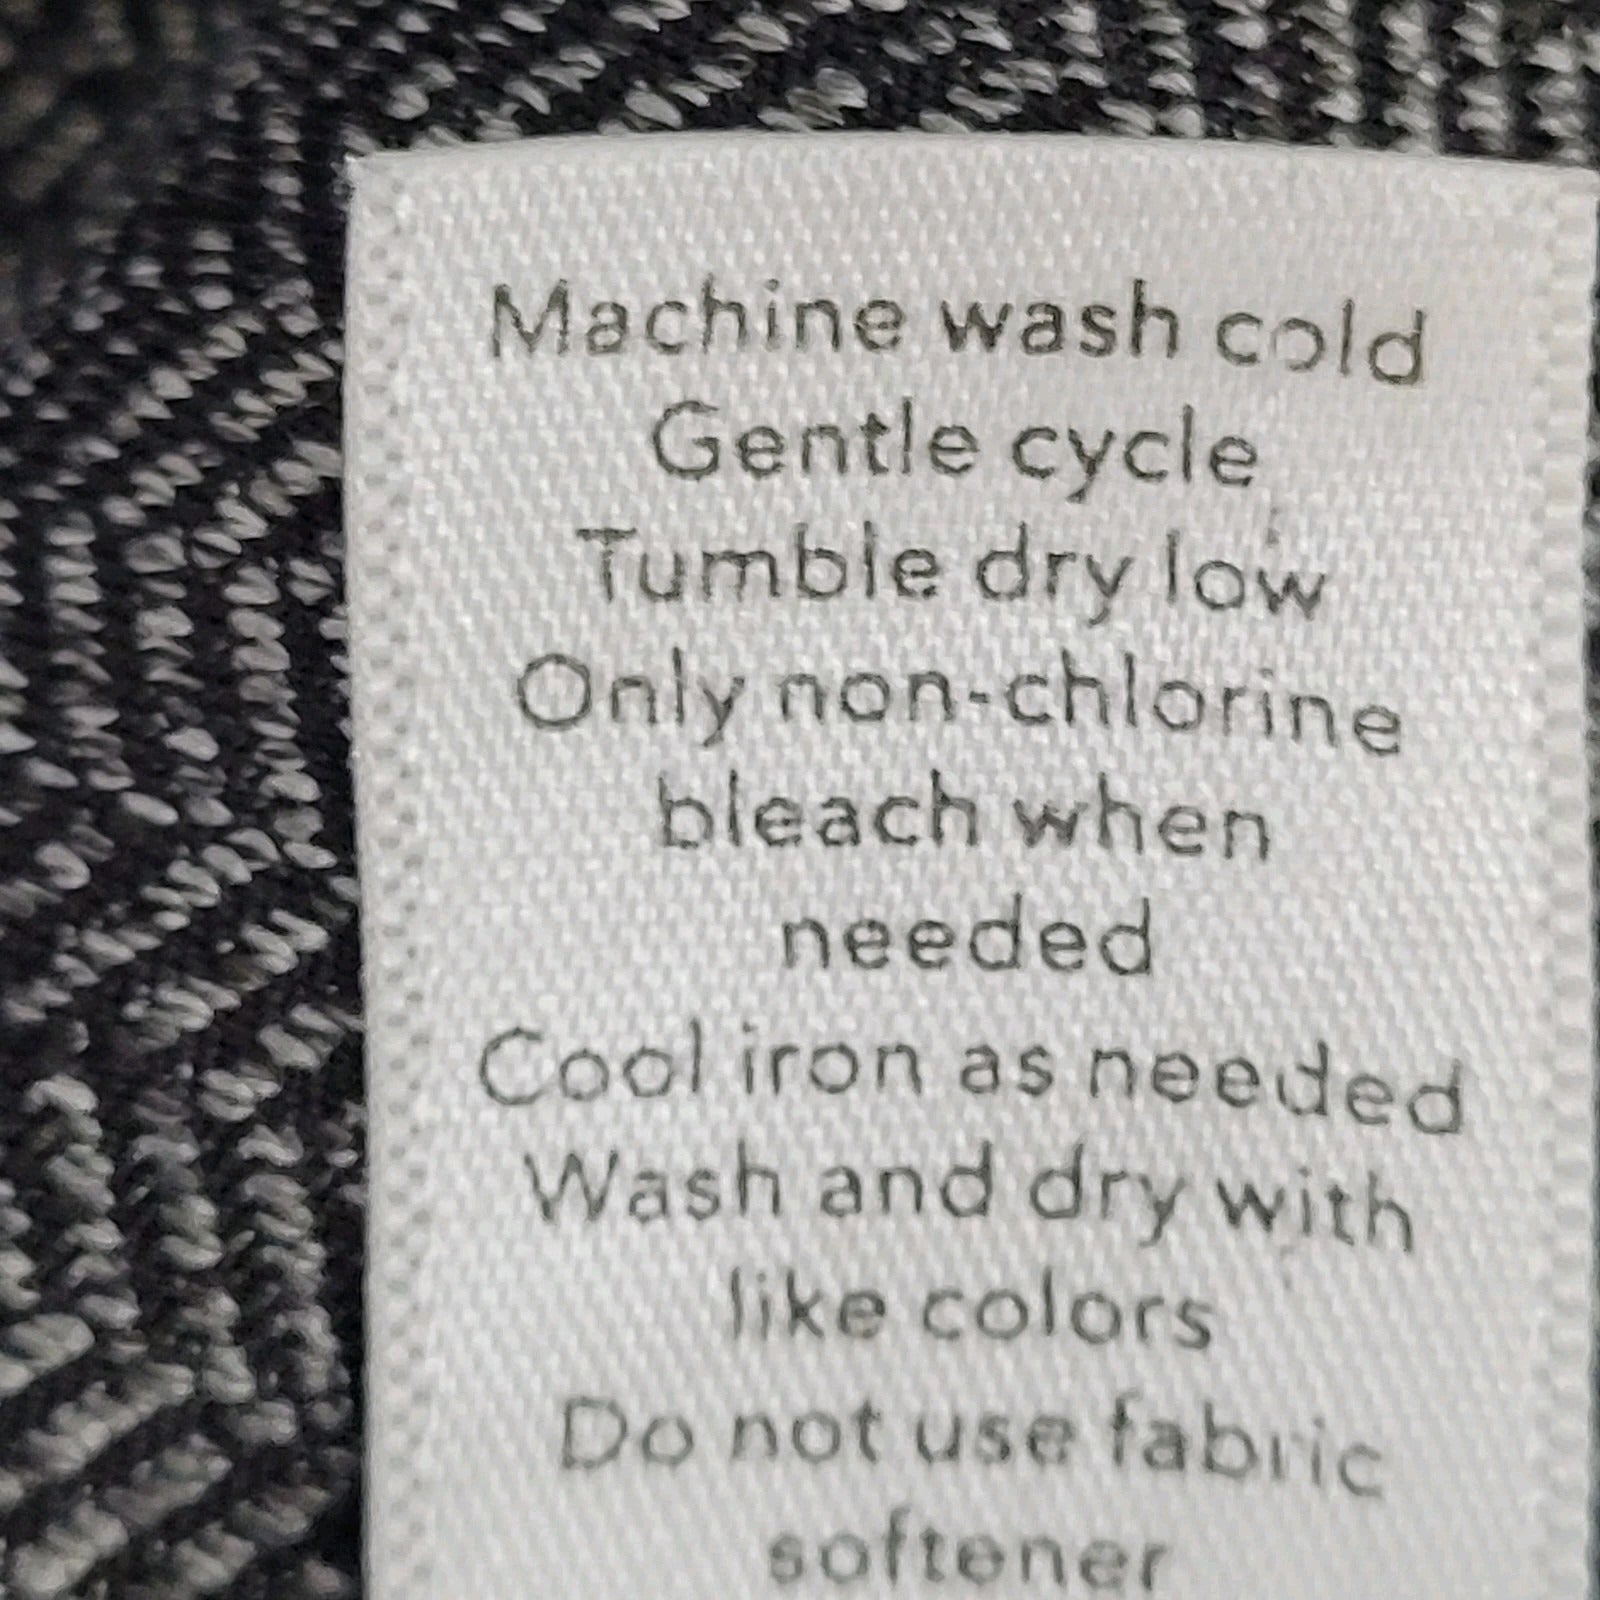 Machine wash cold
Gentle cycle
Tumble dry low
Only non-chlorine
bleach when
needed
Cool iron as needed
Wash and dry with
like colors
Do not use fabric
softener